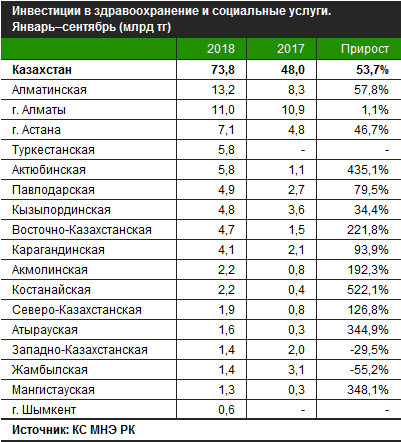 Инвестиции в здравоохранение и социальные услуги.
Январь–сентябрь (млрд тг)
2018 2017 Прирост
Казахстан 73,8 48,0 53,7%
Алматинская 13,2 8,3 57,8%
г. Алматы 11,0 10,9 1,1%
г. Астана 7,1 4,8 46,7%
Туркестанская 5,8 - -
Актюбинская 5,8 1,1 435,1%
Павлодарская 4,9 2,7 79,5%
Кызылординская 4,8 3,6 34,4%
Восточно-Казахстанская 4,7 1,5 221,8%
Карагандинская 4,1 2,1 93,9%
Акмолинская 2,2 0,8 192,3%
Костанайская 2,2 0,4 522,1%
Северо-Казахстанская 1,9 0,8 126,8%
Атырауская 1,6 0,3 344,9%
Западно-Казахстанская 1,4 2,0 -29,5%
Жамбылская 1,4 3,1 -55,2%
Мангистауская 1,3 0,3 348,1%
г. Шымкент 0,6 - -
Источник: КС МНЭ РК